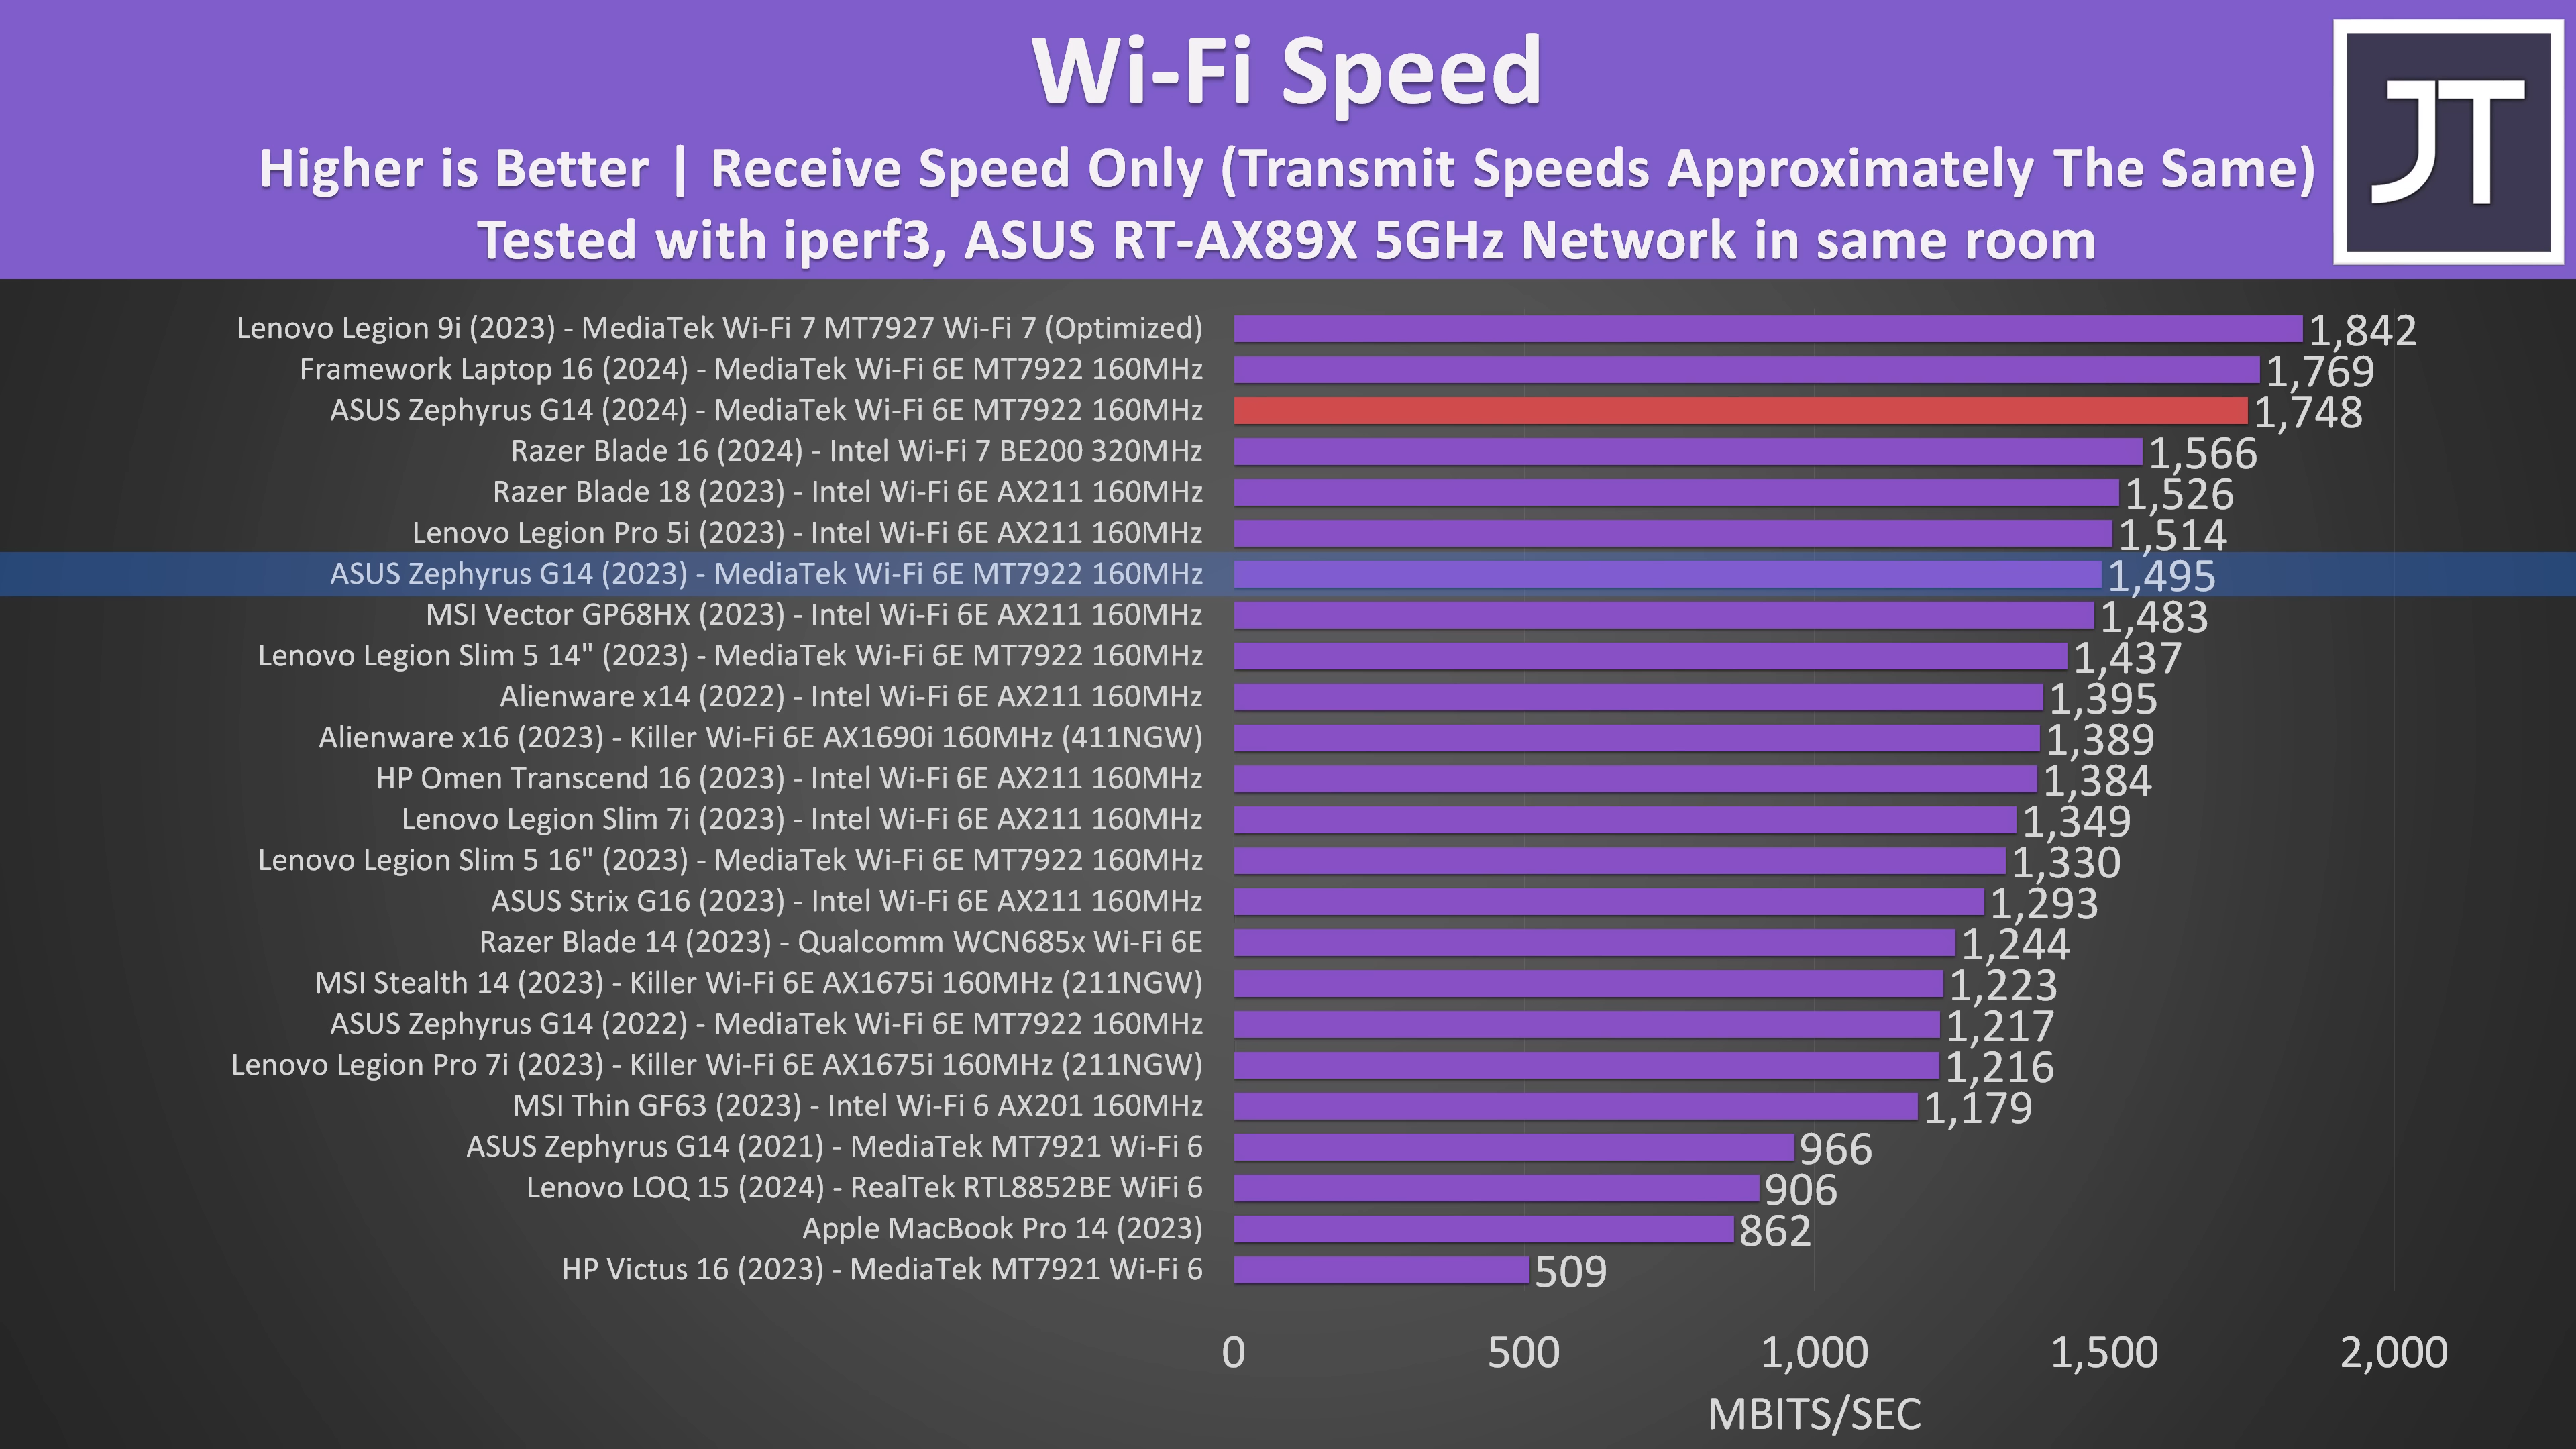 Wi-Fi Speed
Higher is Better | Receive Speed Only (Transmit Speeds Approximately The Same)
Tested with iperf3, ASUS RT-AX89X 5GHz Network in same room
JT
Lenovo Legion 9i (2023) - MediaTek Wi-Fi 7 MT7927 Wi-Fi 7 (Optimized) 1,842
Framework Laptop 16 (2024) - MediaTek Wi-Fi 6E MT7922 160MHz 1,769
ASUS Zephyrus G14 (2024) - MediaTek Wi-Fi 6E MT7922 160MHz 1,748
Razer Blade 16 (2024) - Intel Wi-Fi 7 BE200 320MHz 1,566
Razer Blade 18 (2023) - Intel Wi-Fi 6E AX211 160MHz 1,526
Lenovo Legion Pro 5i (2023) - Intel Wi-Fi 6E AX211 160MHz 1,514
ASUS Zephyrus G14 (2023) - MediaTek Wi-Fi 6E MT7922 160MHz 1,495
MSI Vector GP68HX (2023) - Intel Wi-Fi 6E AX211 160MHz 1,483
Lenovo Legion Slim 5 14" (2023) - MediaTek Wi-Fi 6E MT7922 160MHz 1,437
Alienware x14 (2022) - Intel Wi-Fi 6E AX211 160MHz 1,395
Alienware x16 (2023) - Killer Wi-Fi 6E AX1690i 160MHz (411NGW) 1,389
HP Omen Transcend 16 (2023) - Intel Wi-Fi 6E AX211 160MHz 1,384
Lenovo Legion Slim 7i (2023) - Intel Wi-Fi 6E AX211 160MHz 1,349
Lenovo Legion Slim 5 16" (2023) - MediaTek Wi-Fi 6E MT7922 160MHz 1,330
ASUS Strix G16 (2023) - Intel Wi-Fi 6E AX211 160MHz 1,293
Razer Blade 14 (2023) - Qualcomm WCN685x Wi-Fi 6E 1,244
MSI Stealth 14 (2023) - Killer Wi-Fi 6E AX1675i 160MHz (211NGW) 1,223
ASUS Zephyrus G14 (2022) - MediaTek Wi-Fi 6E MT7922 160MHz 1,217
Lenovo Legion Pro 7i (2023) - Killer Wi-Fi 6E AX1675i 160MHz (211NGW) 1,216
MSI Thin GF63 (2023) - Intel Wi-Fi 6 AX201 160MHz 1,179
ASUS Zephyrus G14 (2021) - MediaTek MT7921 Wi-Fi 6 966
Lenovo LOQ 15 (2024) - RealTek RTL8852BE WiFi 6 906
Apple MacBook Pro 14 (2023) 862
HP Victus 16 (2023) - MediaTek MT7921 Wi-Fi 6 509
0 500 1,000 1,500 2,000
MBITS/SEC